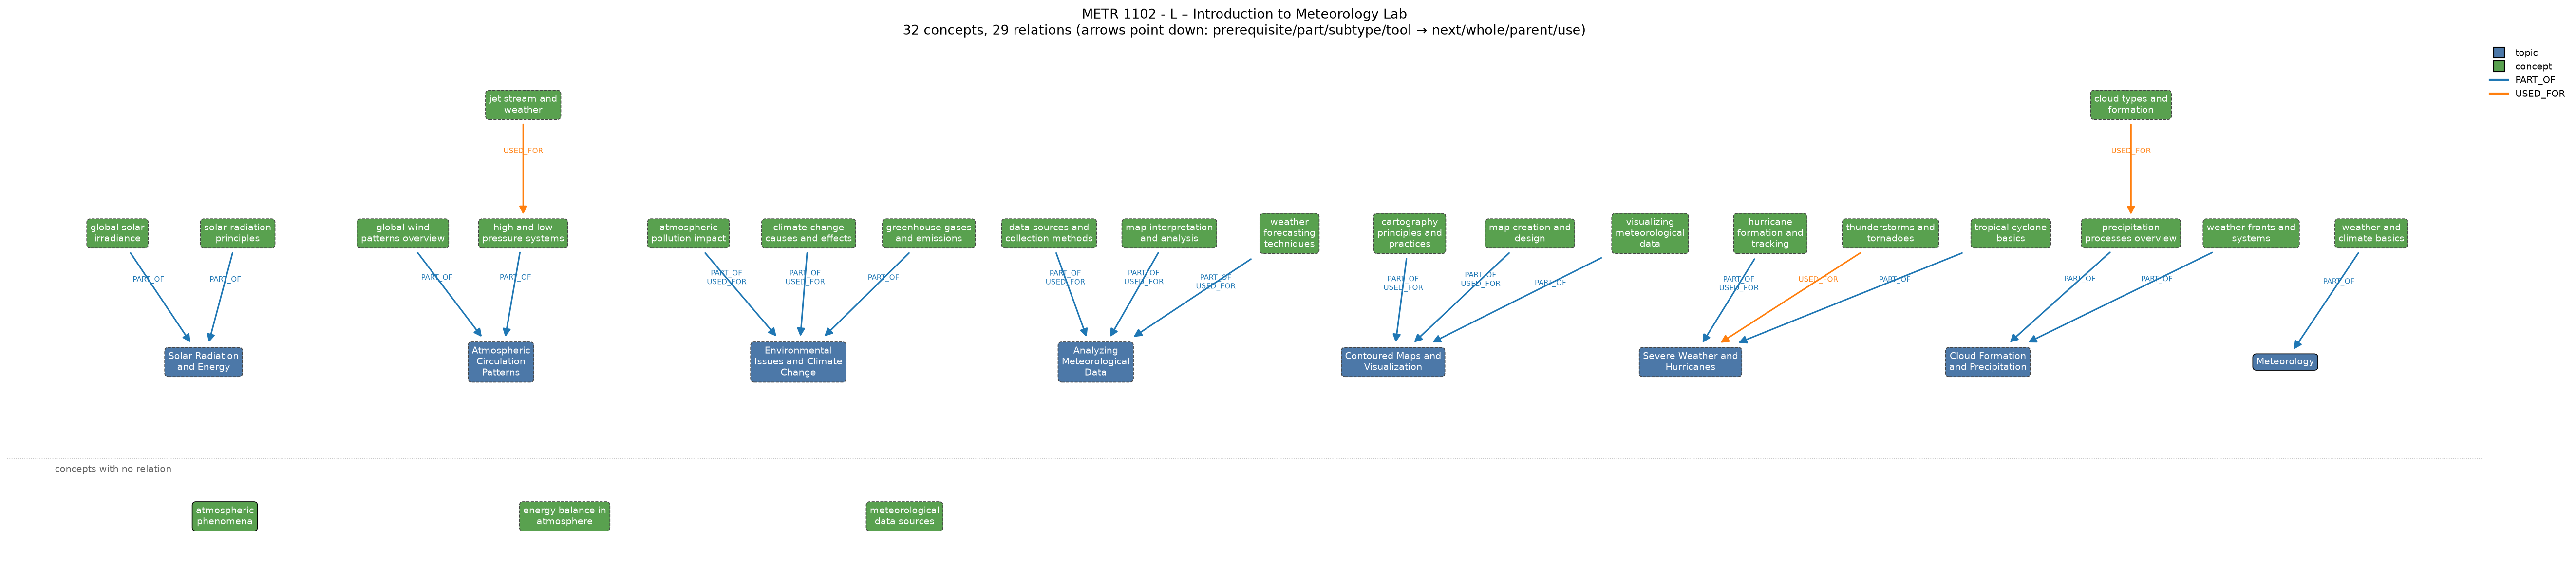 METR 1102 - L – Introduction to Meteorology Lab
32 concepts, 29 relations (arrows point down: prerequisite/part/subtype/tool → next/whole/parent/use)
topic
concept
PART_OF
USED_FOR
jet stream and
weather
cloud types and
formation
USED_FOR
USED_FOR
global solar
irradiance
solar radiation
principles
global wind
patterns overview
high and low
pressure systems
atmospheric
pollution impact
climate change
causes and effects
greenhouse gases
and emissions
data sources and
collection methods
map interpretation
and analysis
weather
forecasting
techniques
cartography
principles and
practices
map creation and
design
visualizing
meteorological
data
hurricane
formation and
tracking
thunderstorms and
tornadoes
tropical cyclone
basics
precipitation
processes overview
weather fronts and
systems
weather and
climate basics
PART_OF
PART_OF
PART_OF
PART_OF
PART_OF
USED_FOR
PART_OF
USED_FOR
PART_OF
PART_OF
USED_FOR
PART_OF
USED_FOR
PART_OF
USED_FOR
PART_OF
USED_FOR
PART_OF
USED_FOR
PART_OF
PART_OF
USED_FOR
USED_FOR
PART_OF
PART_OF
PART_OF
PART_OF
Solar Radiation
and Energy
Atmospheric
Circulation
Patterns
Environmental
Issues and Climate
Change
Analyzing
Meteorological
Data
Contoured Maps and
Visualization
Severe Weather and
Hurricanes
Cloud Formation
and Precipitation
Meteorology
concepts with no relation
atmospheric
phenomena
energy balance in
atmosphere
meteorological
data sources